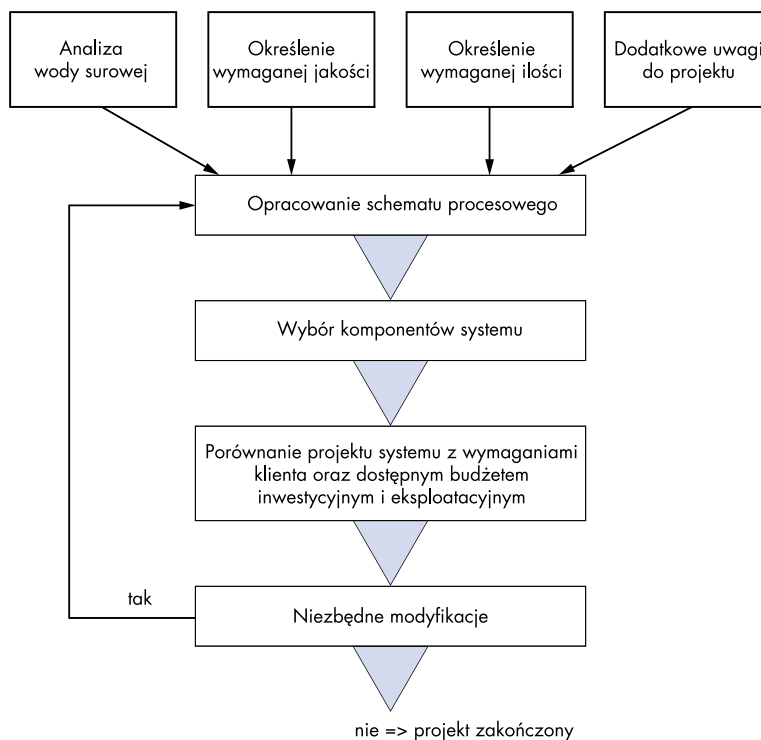 Analiza
wody surowej
Określenie
wymaganej jakości
Określenie
wymaganej ilości
Dodatkowe uwagi
do projektu
Opracowanie schematu procesowego
Wybór komponentów systemu
Porównanie projektu systemu z wymaganiami
klienta oraz dostępnym budżetem
inwestycyjnym i eksploatacyjnym
tak
Niezbędne modyfikacje
nie => projekt zakończony